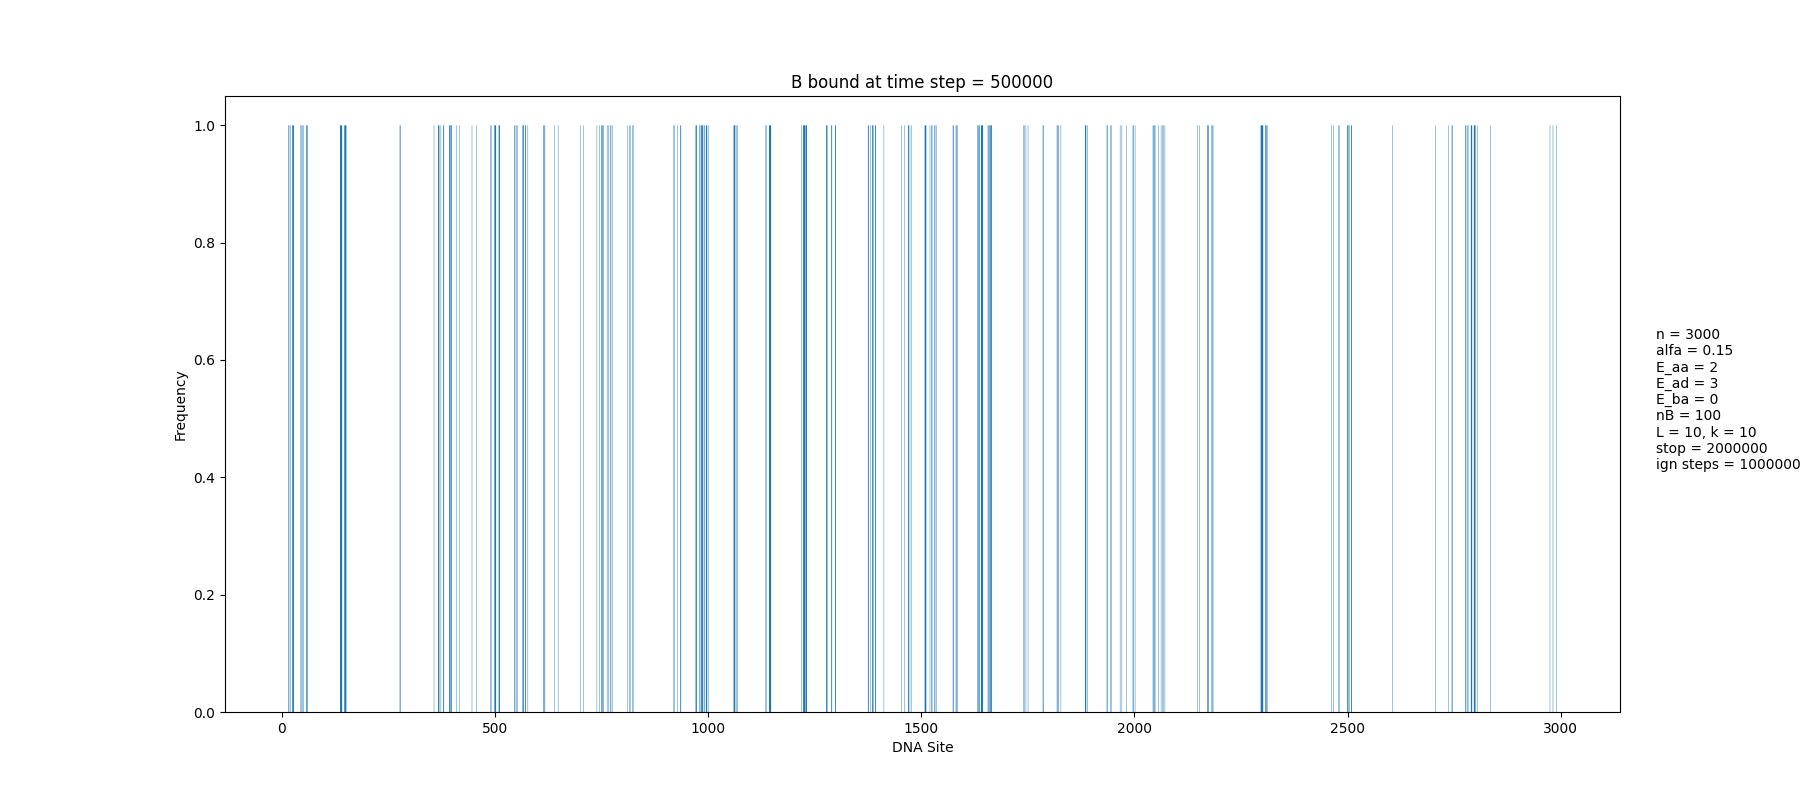 B bound at time step = 500000
1.0
0.8
0.6
0.4
0.2
0.0
Frequency
0 500 1000 1500 2000 2500 3000
DNA Site
n = 3000
alfa = 0.15
E_aa = 2
E_ad = 3
E_ba = 0
nB = 100
L = 10, k = 10
stop = 2000000
ign steps = 1000000